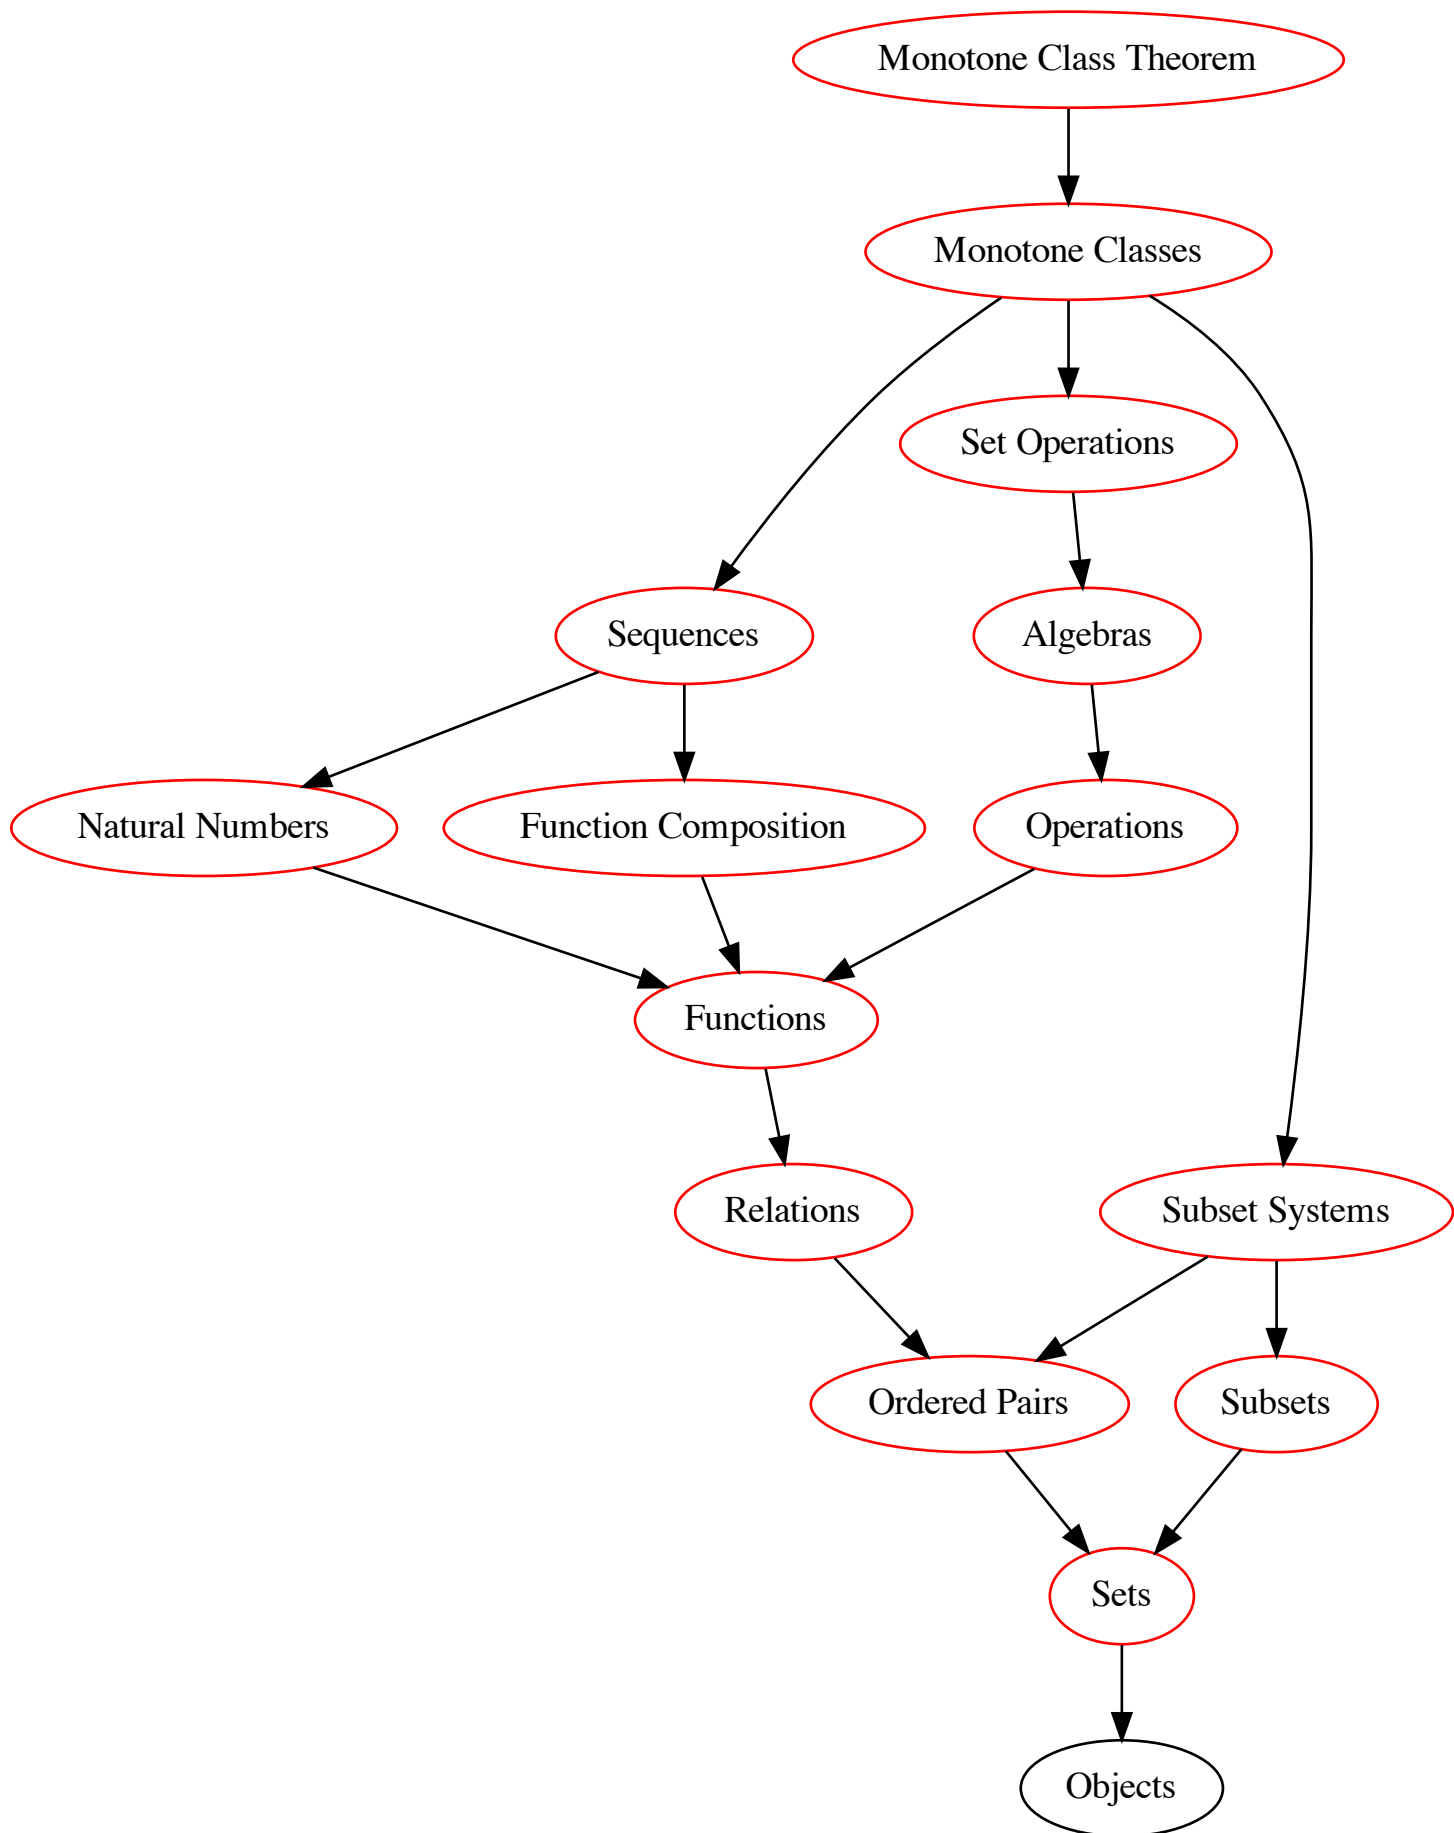 Monotone Class Theorem
Monotone Classes
Set Operations
Sequences
Algebras
Natural Numbers
Function Composition
Operations
Functions
Relations
Subset Systems
Ordered Pairs
Subsets
Sets
Objects